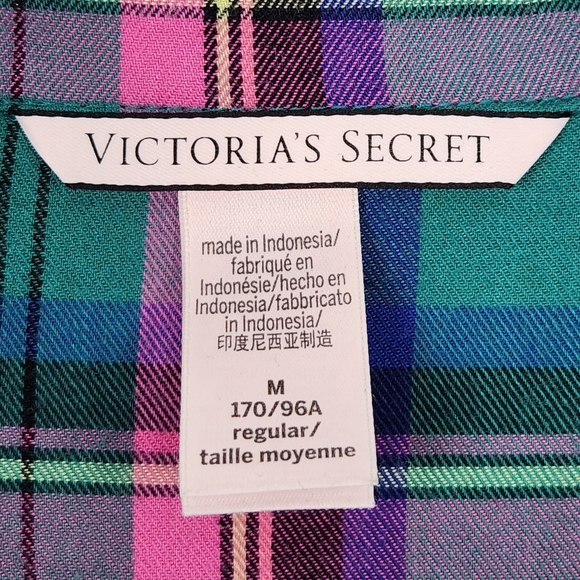 VICTORIA'S SECRET
made in Indonesia/
fabriqué en
Indonésie/hecho en
Indonesia/fabbricato
in Indonesia/
印度尼西亚制造
M
170/96A
regular/
taille moyenne